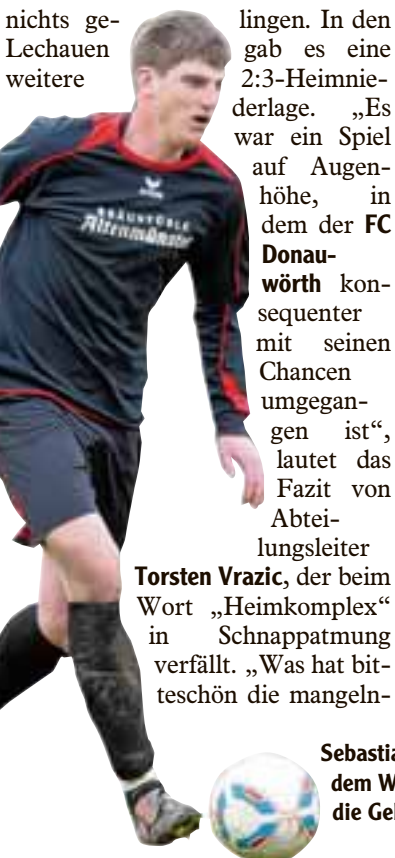 nichts ge-
Lechauen
weitere
lingen. In den
gab es eine
2:3-Heimnie-
derlage. „Es
war ein Spiel
auf Augen-
höhe, in
dem der FC
Donau-
wörth kon-
sequenter
mit seinen
Chancen
umgegan-
gen ist“,
lautet das
Fazit von
Abtei-
lungsleiter
Torsten Vrazic, der beim
Wort „Heimkomplex“
in Schnappatmung
verfällt. „Was hat bit-
teschön die mangeln-
Sebastia
dem W
die Gel
BRÄUSTÜBLE
Altenmünster